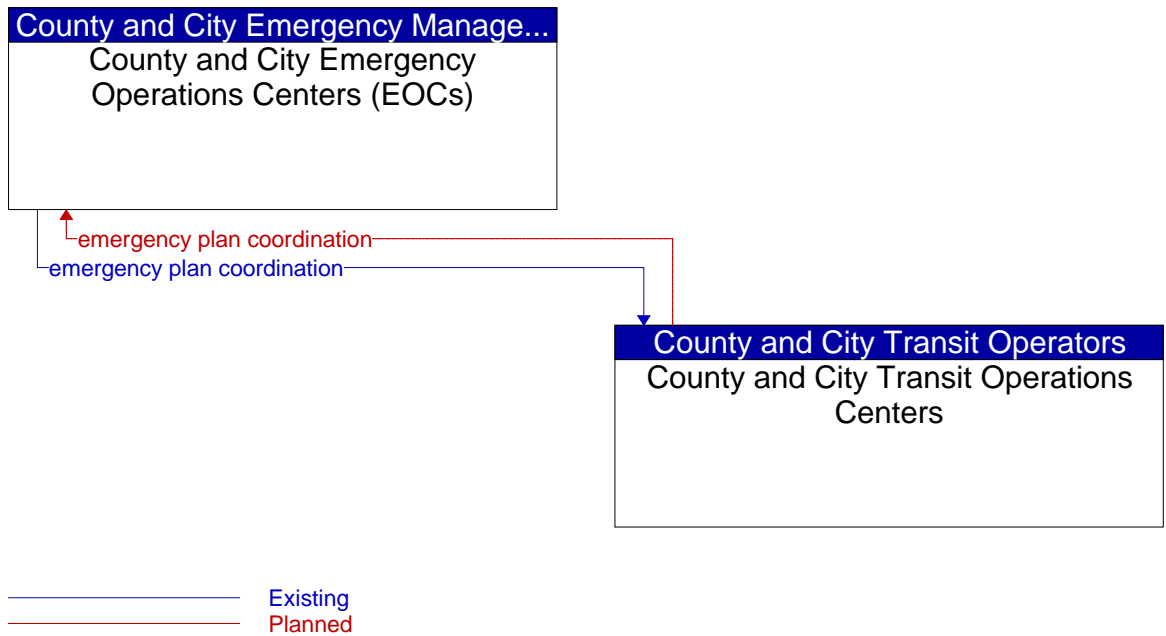 County and City Emergency Manage...
County and City Emergency
Operations Centers (EOCs)
emergency plan coordination
emergency plan coordination
County and City Transit Operators
County and City Transit Operations
Centers
Existing
Planned